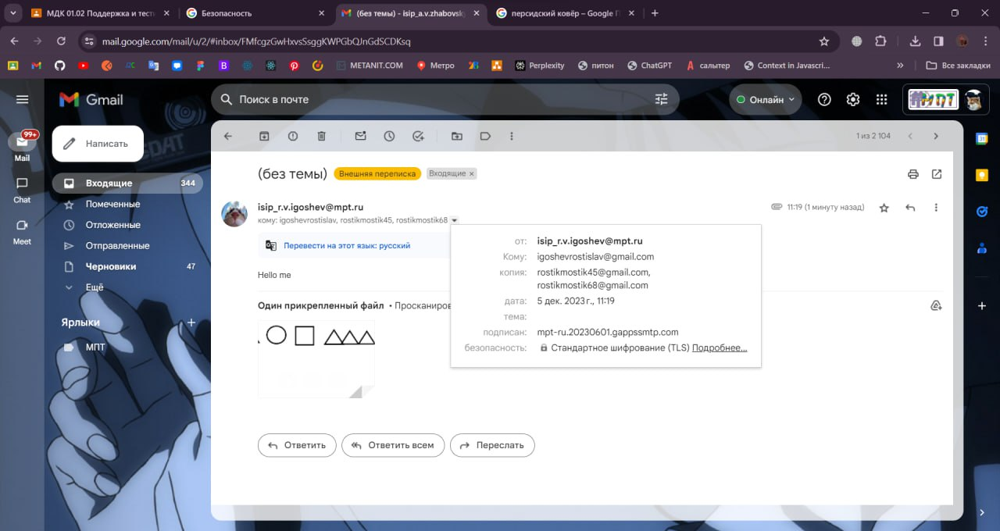 МДК 01.02 Поддержка и тест
Безопасность
(без темы) - isip_a.v.zhabovsk
персидский ковёр – Google П
mail.google.com/mail/u/2/#inbox/FMfcgzGwHxvsSsggKWPGbQJnGdSCDKsq
METANIT.COM
Метро
Perplexity
питон
ChatGPT
сальтер
Context in Javascri...
Все закладки
Gmail
Поиск в почте
Онлайн
МПТ
99+
Mail
Chat
Meet
Написать
Входящие 344
Помеченные
Отложенные
Отправленные
Черновики 47
Ещё
Ярлыки
МПТ
1 из 2 104
(без темы) Внешняя переписка Входящие ×
isip_r.v.igoshev@mpt.ru
11:19 (1 минуту назад)
кому: igoshevrostislav, rostikmostik45, rostikmostik68
Перевести на этот язык: русский
Hello me
Один прикрепленный файл • Просканиров
от: isip_r.v.igoshev@mpt.ru
Кому: igoshevrostislav@gmail.com
копия: rostikmostik45@gmail.com,
rostikmostik68@gmail.com
дата: 5 дек. 2023 г., 11:19
тема:
подписан: mpt-ru.20230601.gappssmtp.com
безопасность: Стандартное шифрование (TLS) Подробнее...
Ответить
Ответить всем
Переслать